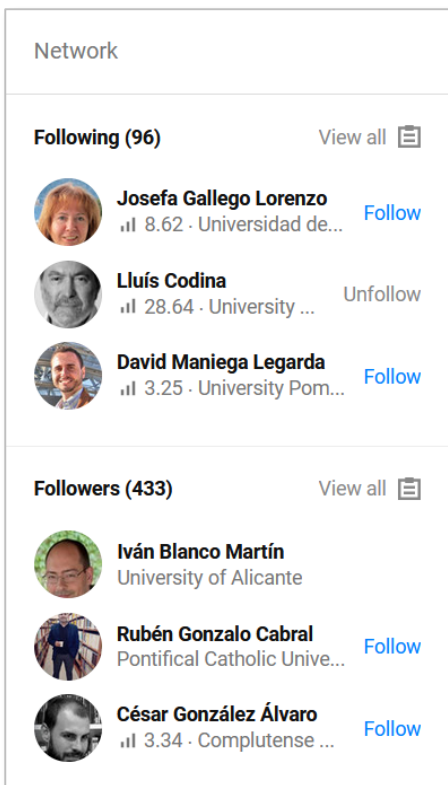 Network
Following (96) View all
Josefa Gallego Lorenzo
8.62 · Universidad de... Follow
Lluís Codina
28.64 · University ... Unfollow
David Maniega Legarda
3.25 · University Pom... Follow
Followers (433) View all
Iván Blanco Martín
University of Alicante
Rubén Gonzalo Cabral
Pontifical Catholic Unive... Follow
César González Álvaro
3.34 · Complutense ... Follow